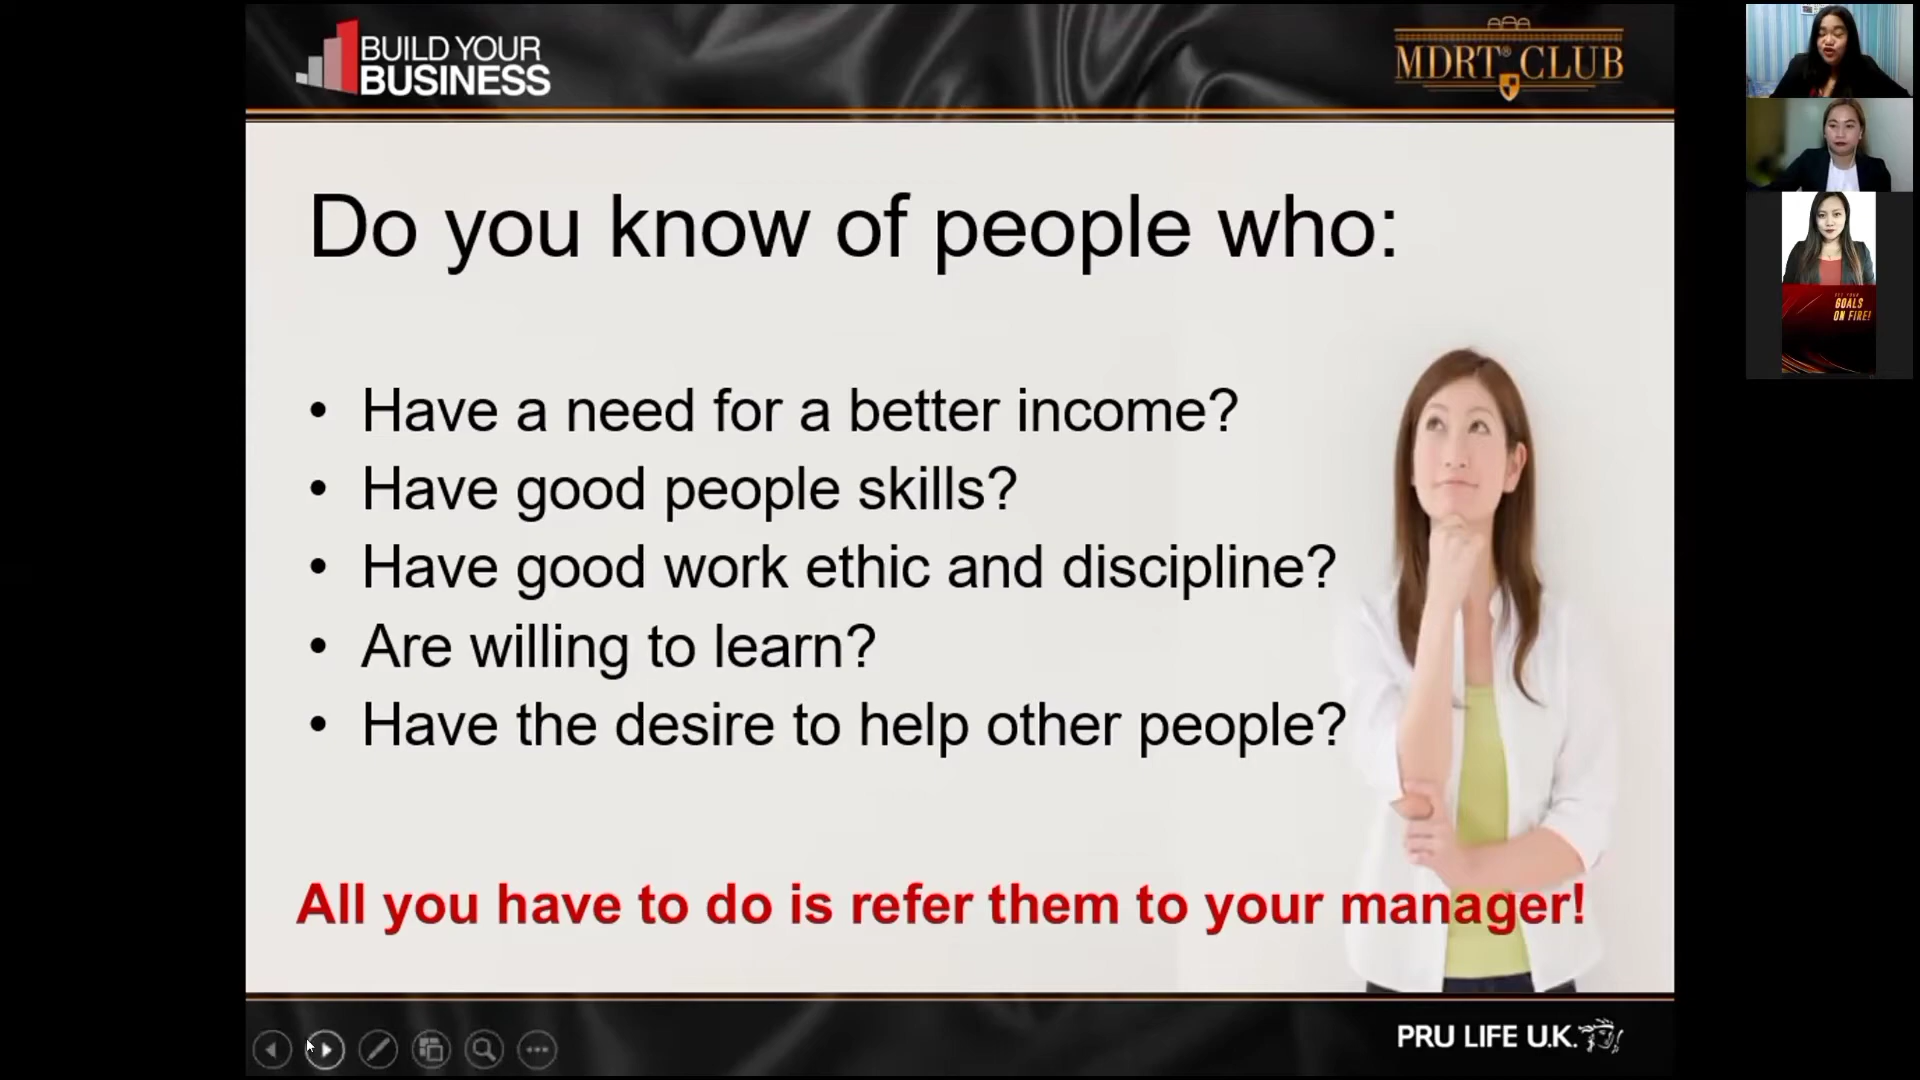 BUILD YOUR
BUSINESS
MDRT® CLUB
Do you know of people who:
• Have a need for a better income?
• Have good people skills?
• Have good work ethic and discipline?
• Are willing to learn?
• Have the desire to help other people?
All you have to do is refer them to your manager!
PRU LIFE U.K.
GOALS
ON FIRE!